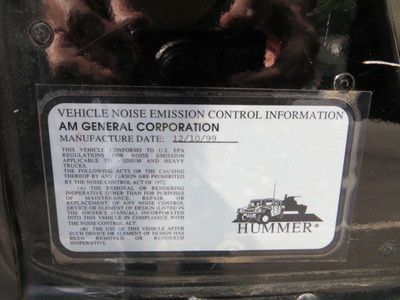 VEHICLE NOISE EMISSION CONTROL INFORMATION
AM GENERAL CORPORATION
MANUFACTURE DATE: 12/10/99
THIS VEHICLE CONFORMS TO U.S. EPA
REGULATIONS FOR NOISE EMISSION
APPLICABLE TO MEDIUM AND HEAVY
TRUCKS.
THE FOLLOWING ACTS OR THE CAUSING
THEREOF BY ANY PERSON ARE PROHIBITED
BY THE NOISE CONTROL ACT OF 1972
(A) THE REMOVAL OR RENDERING
INOPERATIVE OTHER THAN FOR PURPOSES
OF MAINTENANCE, REPAIR, OR
REPLACEMENT OF ANY NOISE CONTROL
DEVICE OR ELEMENT OF DESIGN (LISTED IN
THE OWNER'S MANUAL) INCORPORATED
INTO THIS VEHICLE IN COMPLIANCE WITH
THE NOISE CONTROL ACT.
(B) THE USE OF THIS VEHICLE AFTER
SUCH DEVICE OR ELEMENT OF DESIGN HAS
BEEN REMOVED OR RENDERED
INOPERATIVE.
HUMMER